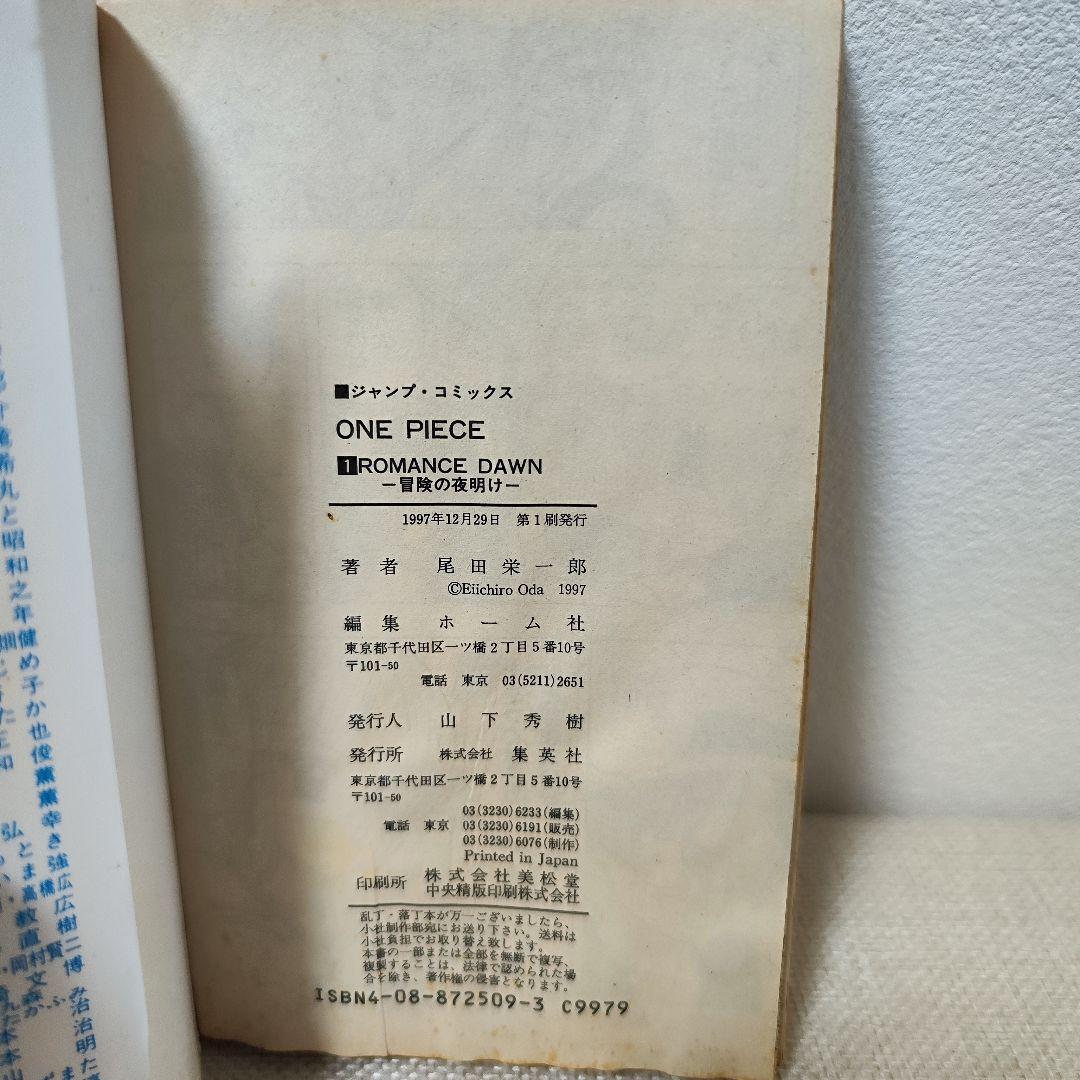 ■ジャンプ・コミックス
ONE PIECE
1 ROMANCE DAWN
―冒険の夜明け―
1997年12月29日 第1刷発行
著者 尾田栄一郎
©Eiichiro Oda 1997
編集 ホーム社
東京都千代田区一ツ橋2丁目5番10号
〒101-50
電話 東京 03(5211)2651
発行人 山下秀樹
発行所 株式会社 集英社
東京都千代田区一ツ橋2丁目5番10号
〒101-50
03(3230)6233(編集)
電話 東京 03(3230)6191(販売)
03(3230)6076(制作)
Printed in Japan
印刷所 株式会社美松堂
中央精版印刷株式会社
乱丁・落丁本が万一ございましたら、
小社制作部宛にお送り下さい。送料は
小社負担でお取り替え致します。
本書の一部または全部を無断で複写、
複製することは、法律で認められた場
合を除き、著作権の侵害となります。
ISBN4-08-872509-3 C9979